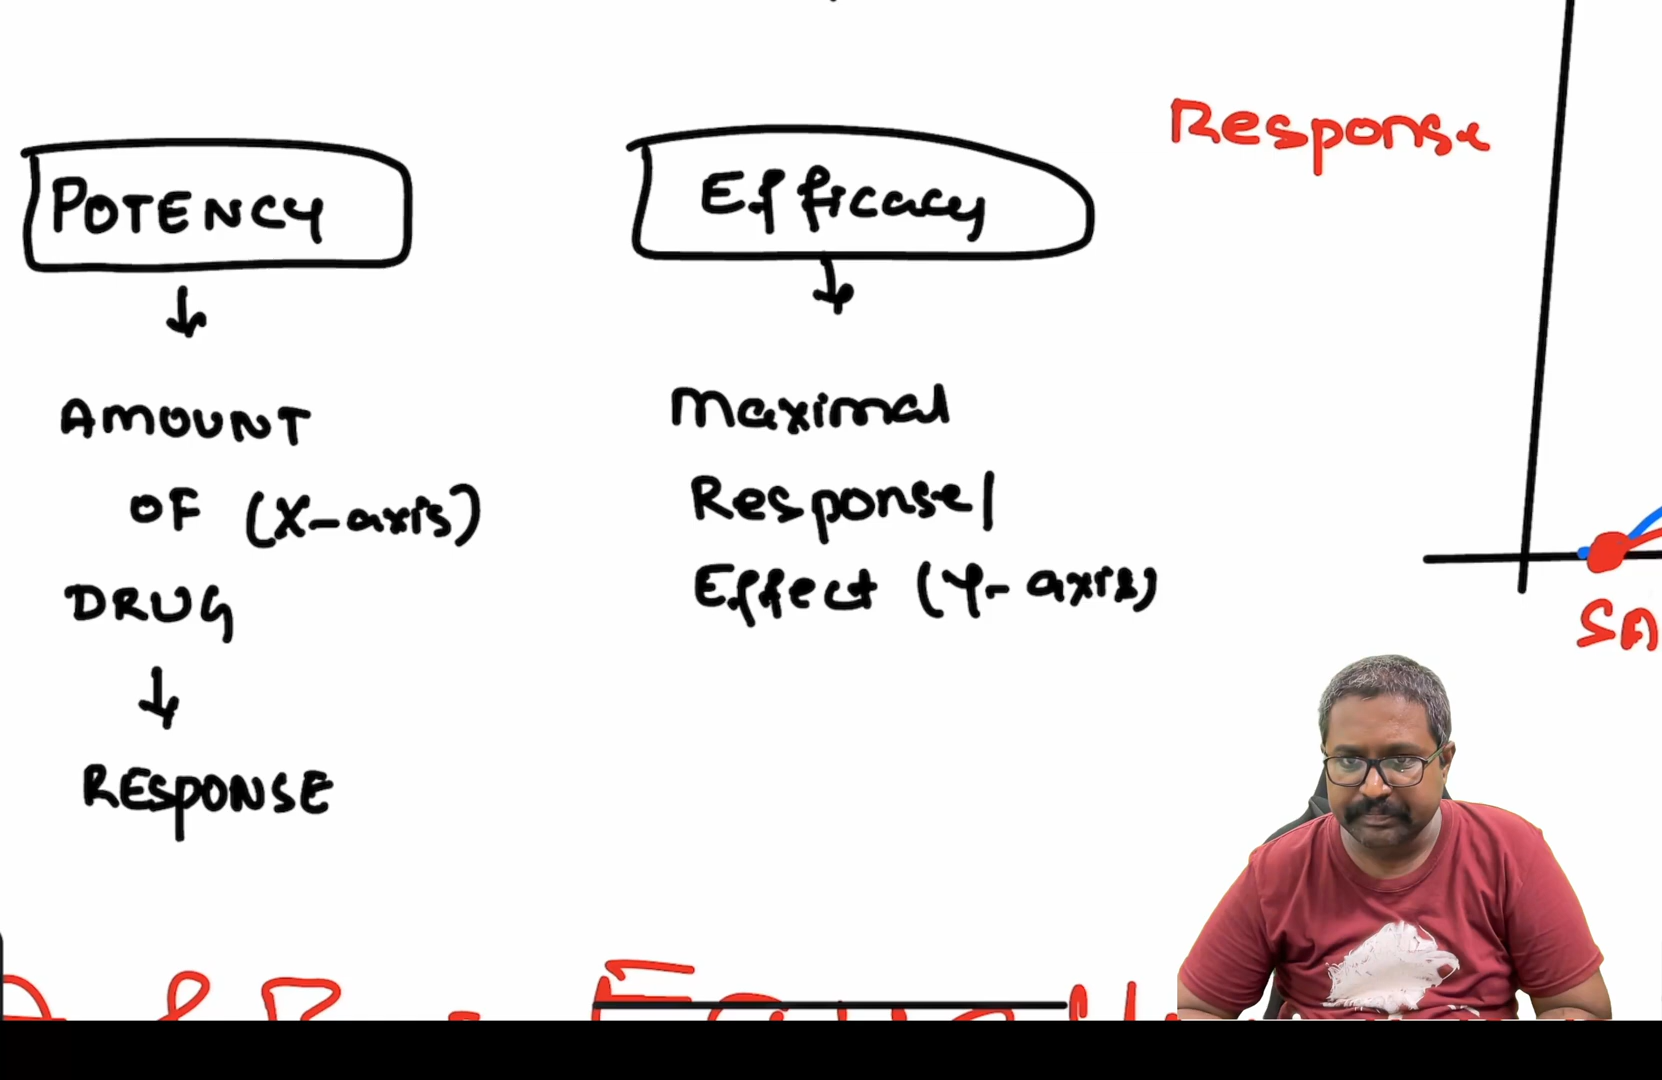 POTENCY
AMOUNT
OF (X-axis)
DRUG
RESPONSE
Efficacy
Maximal
Response/
Effect (Y-axis)
Response